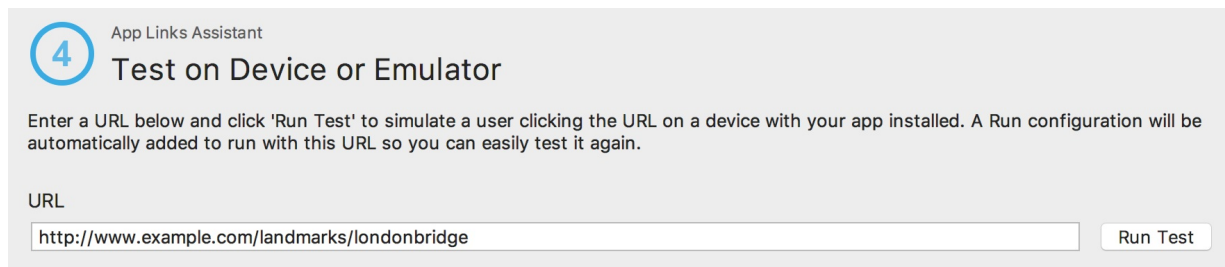 4
App Links Assistant
Test on Device or Emulator
Enter a URL below and click 'Run Test' to simulate a user clicking the URL on a device with your app installed. A Run configuration will be
automatically added to run with this URL so you can easily test it again.
URL
http://www.example.com/landmarks/londonbridge
Run Test